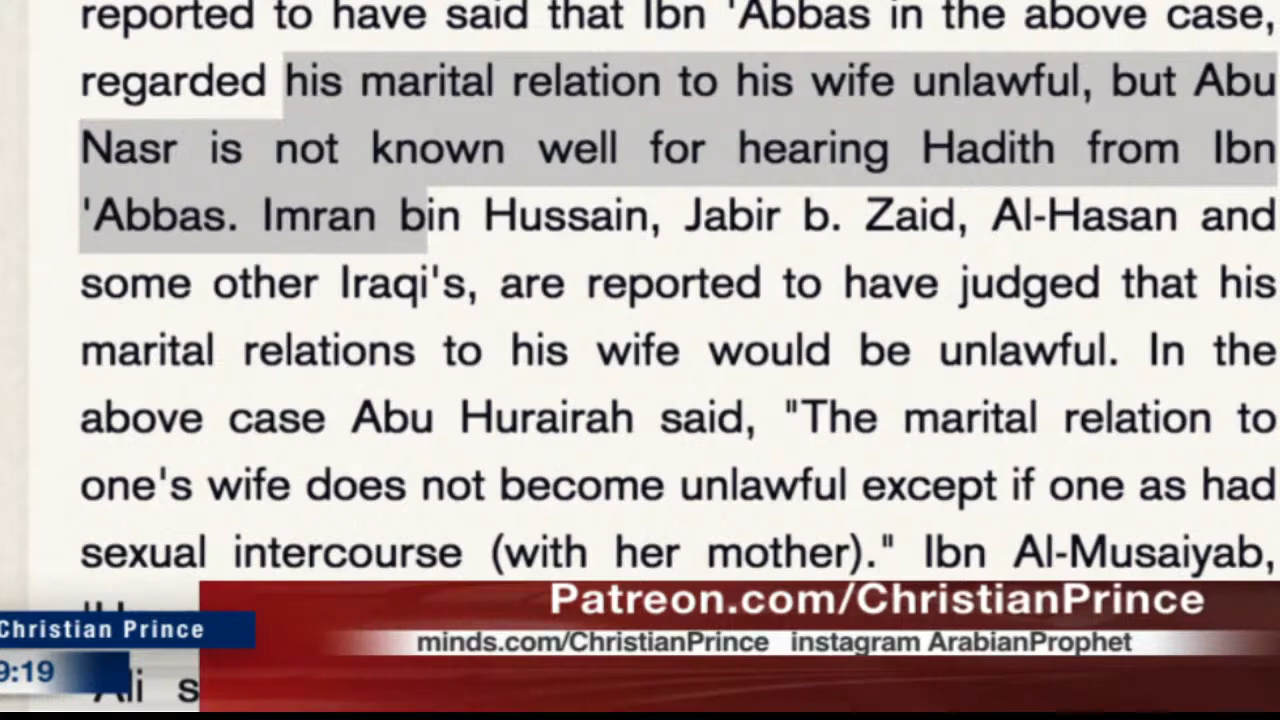 reported to have said that Ibn 'Abbas in the above case,
regarded his marital relation to his wife unlawful, but Abu
Nasr is not known well for hearing Hadith from Ibn
'Abbas. Imran bin Hussain, Jabir b. Zaid, Al-Hasan and
some other Iraqi's, are reported to have judged that his
marital relations to his wife would be unlawful. In the
above case Abu Hurairah said, "The marital relation to
one's wife does not become unlawful except if one as had
sexual intercourse (with her mother)." Ibn Al-Musaiyab,
Patreon.com/ChristianPrince
Christian Prince
minds.com/ChristianPrince instagram ArabianProphet
9:19
'Ali s